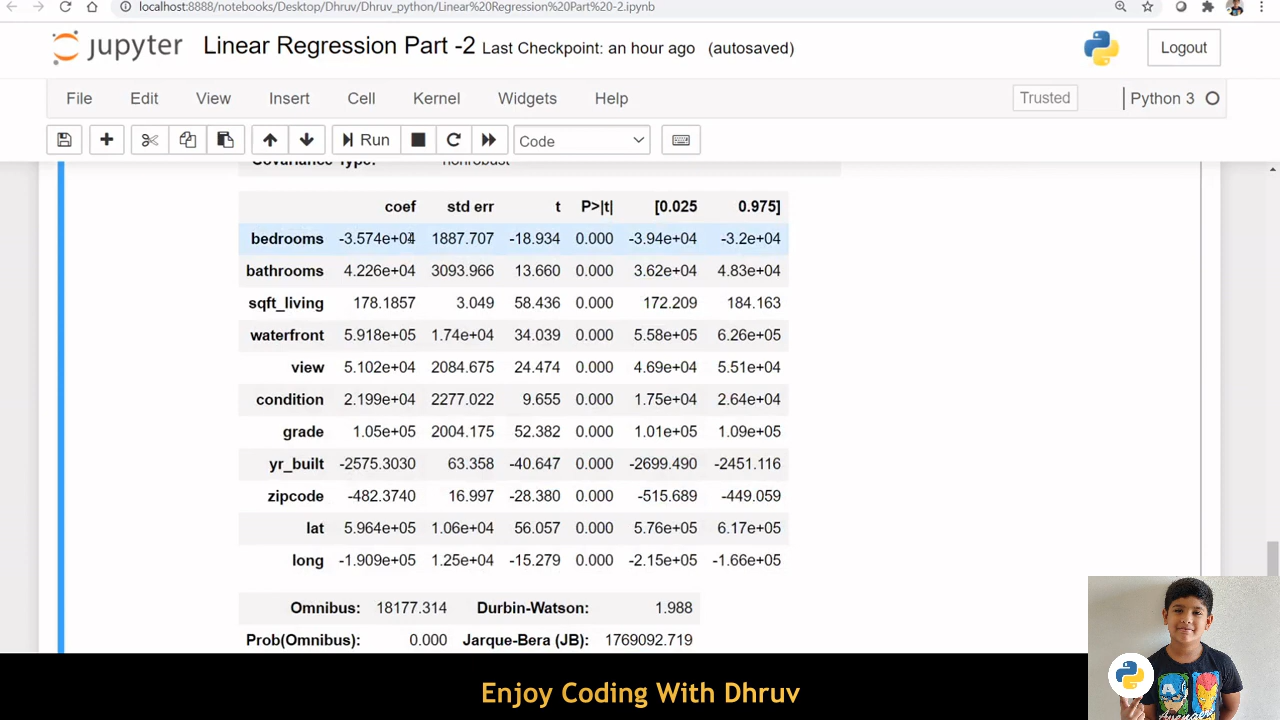 localhost:8888/notebooks/Desktop/Dhruv/Dhruv_python/Linear%20Regression%20Part%20-2.ipynb
jupyter Linear Regression Part -2 Last Checkpoint: an hour ago (autosaved) Logout
File Edit View Insert Cell Kernel Widgets Help Trusted Python 3
Run Code
Covariance Type: nonrobust
coef std err t P>|t| [0.025 0.975]
bedrooms -3.574e+04 1887.707 -18.934 0.000 -3.94e+04 -3.2e+04
bathrooms 4.226e+04 3093.966 13.660 0.000 3.62e+04 4.83e+04
sqft_living 178.1857 3.049 58.436 0.000 172.209 184.163
waterfront 5.918e+05 1.74e+04 34.039 0.000 5.58e+05 6.26e+05
view 5.102e+04 2084.675 24.474 0.000 4.69e+04 5.51e+04
condition 2.199e+04 2277.022 9.655 0.000 1.75e+04 2.64e+04
grade 1.05e+05 2004.175 52.382 0.000 1.01e+05 1.09e+05
yr_built -2575.3030 63.358 -40.647 0.000 -2699.490 -2451.116
zipcode -482.3740 16.997 -28.380 0.000 -515.689 -449.059
lat 5.964e+05 1.06e+04 56.057 0.000 5.76e+05 6.17e+05
long -1.909e+05 1.25e+04 -15.279 0.000 -2.15e+05 -1.66e+05
Omnibus: 18177.314 Durbin-Watson: 1.988
Prob(Omnibus): 0.000 Jarque-Bera (JB): 1769092.719
Enjoy Coding With Dhruv